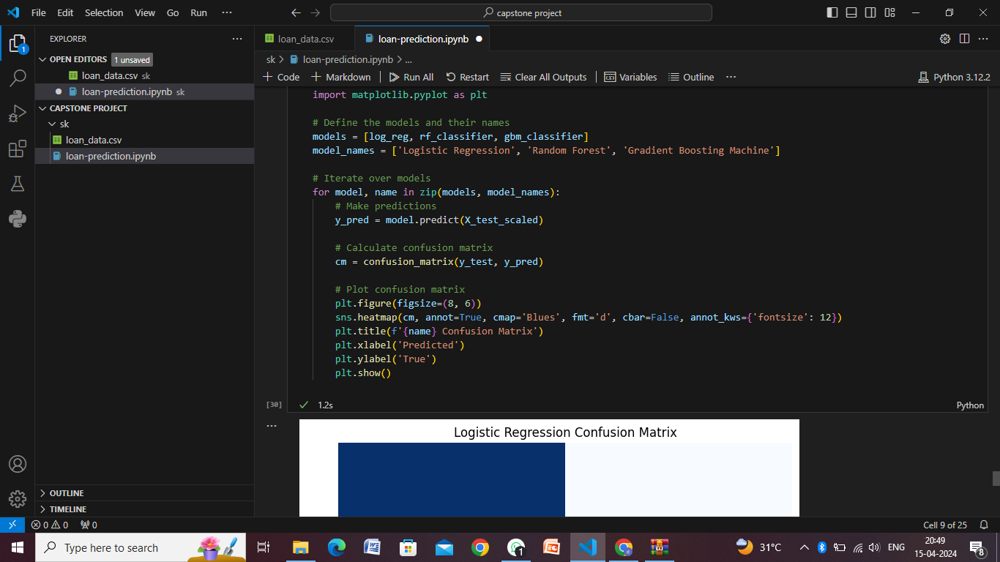 File Edit Selection View Go Run ···
capstone project
EXPLORER ···
OPEN EDITORS 1 unsaved
loan_data.csv sk
loan-prediction.ipynb sk
CAPSTONE PROJECT
sk
loan_data.csv
loan-prediction.ipynb
OUTLINE
TIMELINE
1
loan_data.csv loan-prediction.ipynb
sk > loan-prediction.ipynb > ...
Code Markdown Run All Restart Clear All Outputs Variables Outline ··· Python 3.12.2
import matplotlib.pyplot as plt
# Define the models and their names
models = [log_reg, rf_classifier, gbm_classifier]
model_names = ['Logistic Regression', 'Random Forest', 'Gradient Boosting Machine']
# Iterate over models
for model, name in zip(models, model_names):
# Make predictions
y_pred = model.predict(X_test_scaled)
# Calculate confusion matrix
cm = confusion_matrix(y_test, y_pred)
# Plot confusion matrix
plt.figure(figsize=(8, 6))
sns.heatmap(cm, annot=True, cmap='Blues', fmt='d', cbar=False, annot_kws={'fontsize': 12})
plt.title(f'{name} Confusion Matrix')
plt.xlabel('Predicted')
plt.ylabel('True')
plt.show()
[30] 1.2s Python
Logistic Regression Confusion Matrix
0 0 0 Cell 9 of 25
Type here to search 1 31°C ENG 20:49
15-04-2024 8